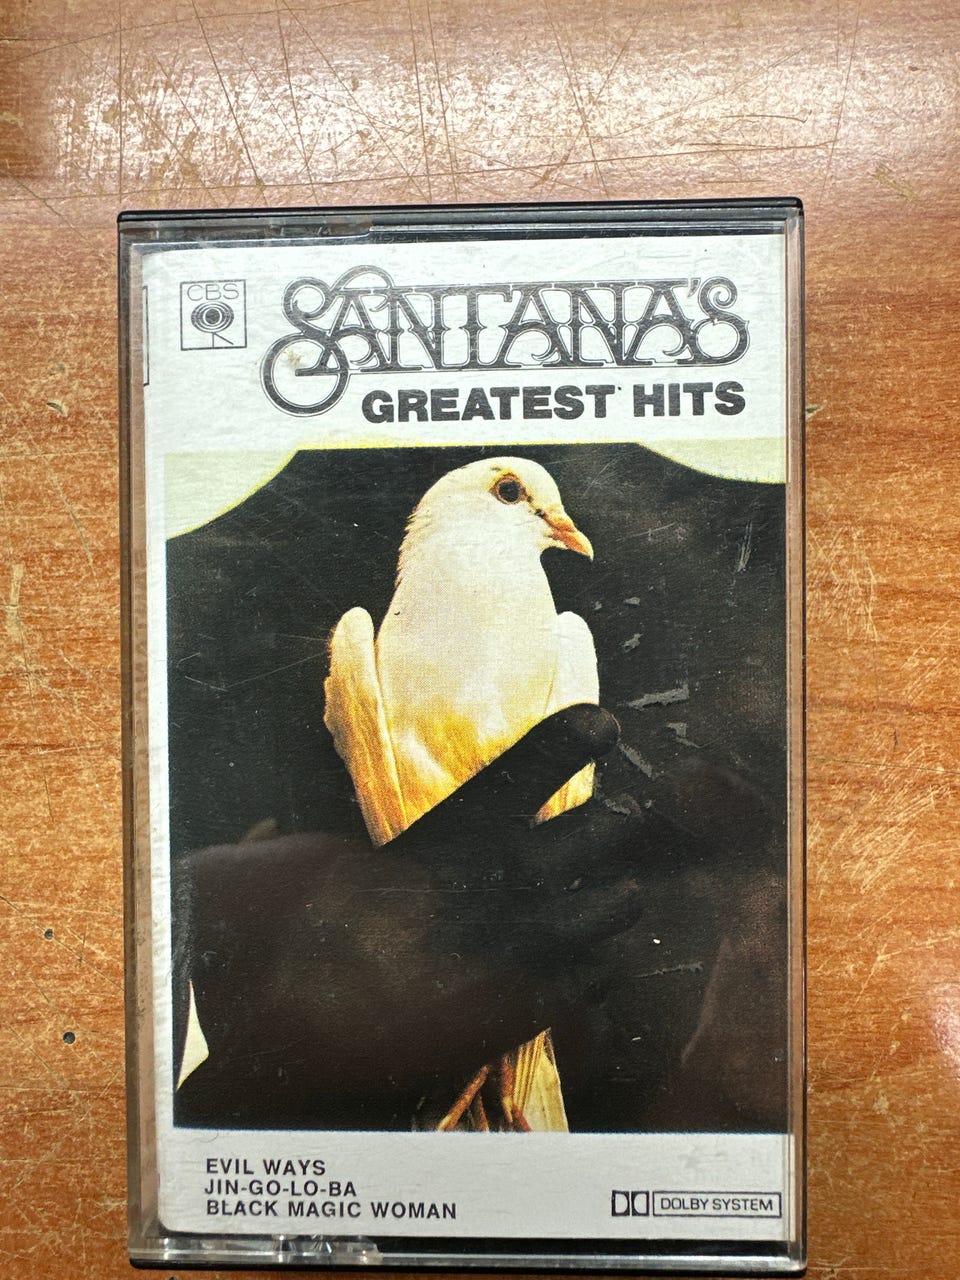 CBS
SANTANA'S
GREATEST HITS
EVIL WAYS
JIN-GO-LO-BA
BLACK MAGIC WOMAN
DOLBY SYSTEM